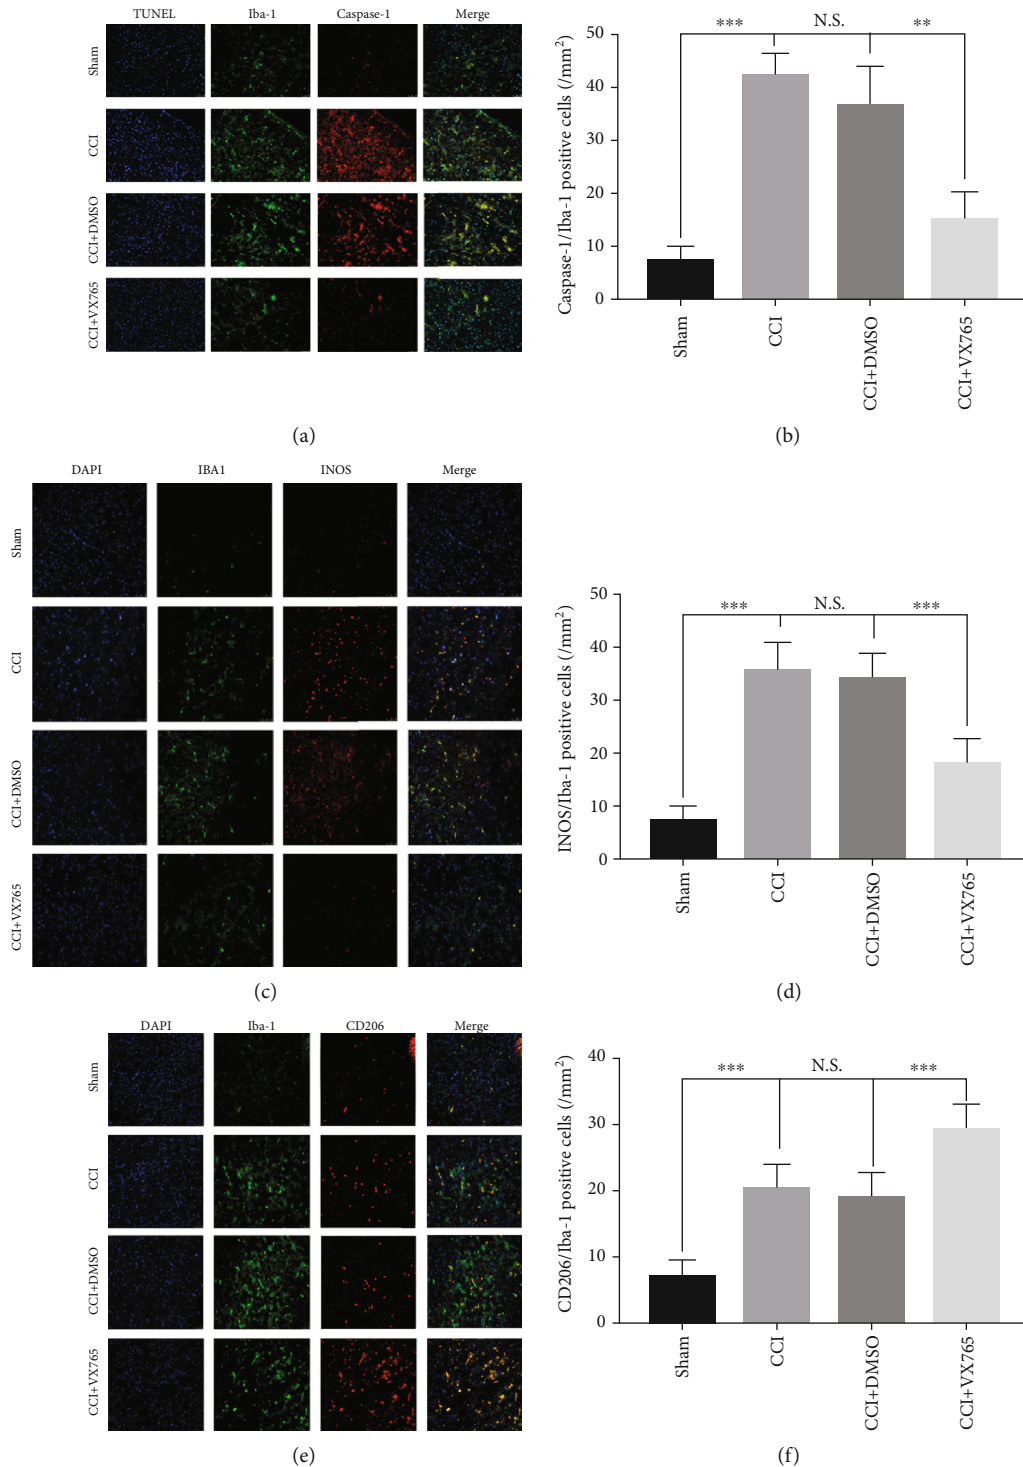 TUNEL Iba-1 Caspase-1 Merge
Sham
CCI
CCI+DMSO
CCI+VX765
(a)
Caspase-1/Iba-1 positive cells (/mm²)
50
40
30
20
10
0
*** N.S. **
Sham
CCI
CCI+DMSO
CCI+VX765
(b)
DAPI IBA1 INOS Merge
Sham
CCI
CCI+DMSO
CCI+VX765
(c)
INOS/Iba-1 positive cells (/mm²)
50
40
30
20
10
0
*** N.S. ***
Sham
CCI
CCI+DMSO
CCI+VX765
(d)
DAPI Iba-1 CD206 Merge
Sham
CCI
CCI+DMSO
CCI+VX765
(e)
CD206/Iba-1 positive cells (/mm²)
40
30
20
10
0
*** N.S. ***
Sham
CCI
CCI+DMSO
CCI+VX765
(f)